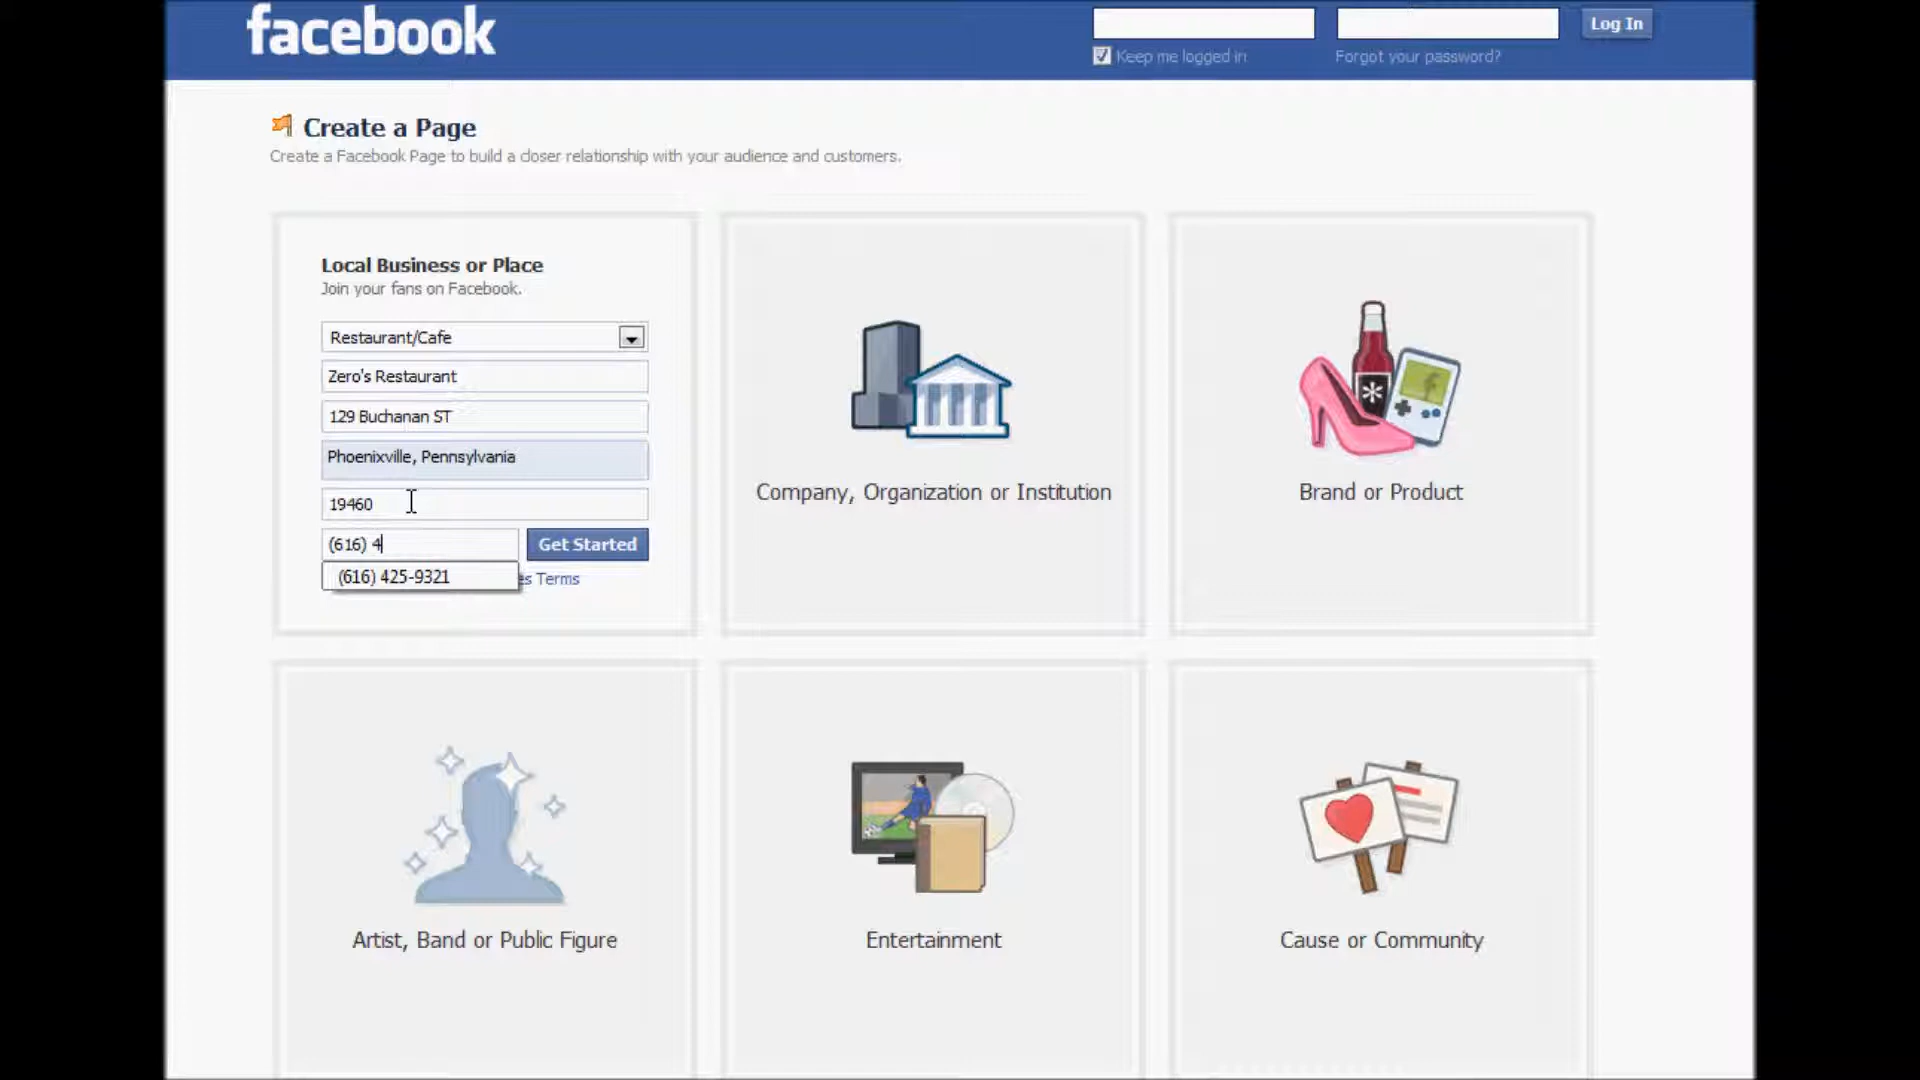 facebook
Log In
Keep me logged in
Forgot your password?
Create a Page
Create a Facebook Page to build a closer relationship with your audience and customers.
Local Business or Place
Join your fans on Facebook.
Restaurant/Cafe
Zero's Restaurant
129 Buchanan ST
Phoenixville, Pennsylvania
19460
(616) 4
Get Started
(616) 425-9321
es Terms
Company, Organization or Institution
Brand or Product
Artist, Band or Public Figure
Entertainment
Cause or Community